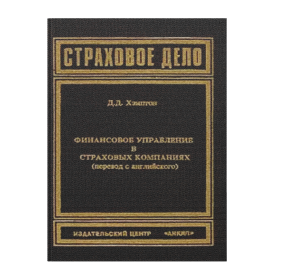 СТРАХОВОЕ ДЕЛО
Д.Д. Хэмптон
ФИНАНСОВОЕ УПРАВЛЕНИЕ
В
СТРАХОВЫХ КОМПАНИЯХ
(перевод с английского)
ИЗДАТЕЛЬСКИЙ ЦЕНТР «АНКИЛ»